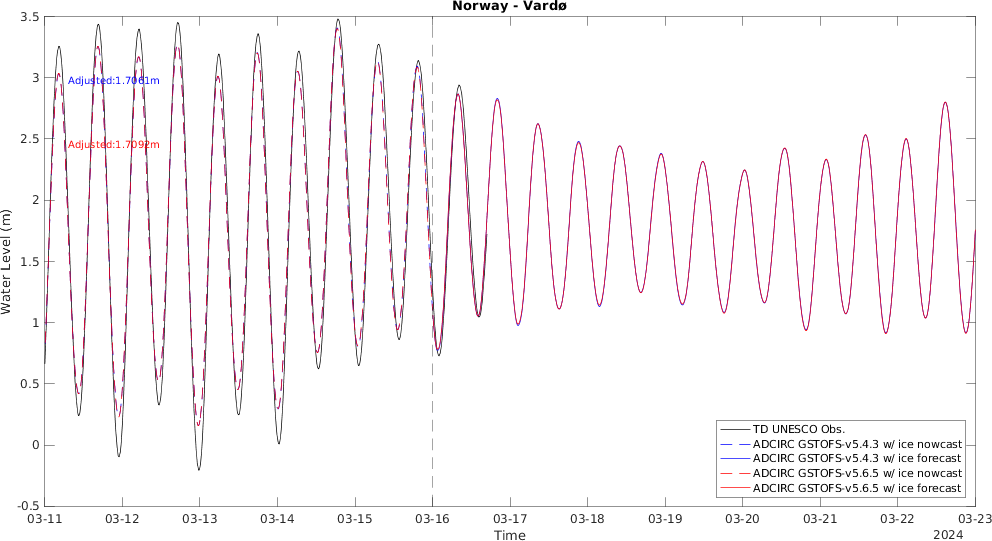 Norway - Vardø
3.5
3
2.5
2
1.5
1
0.5
0
-0.5
Water Level (m)
Adjusted:1.7061m
Adjusted:1.7092m
TD UNESCO Obs.
ADCIRC GSTOFS-v5.4.3 w/ ice nowcast
ADCIRC GSTOFS-v5.4.3 w/ ice forecast
ADCIRC GSTOFS-v5.6.5 w/ ice nowcast
ADCIRC GSTOFS-v5.6.5 w/ ice forecast
03-11 03-12 03-13 03-14 03-15 03-16 03-17 03-18 03-19 03-20 03-21 03-22 03-23
Time
2024